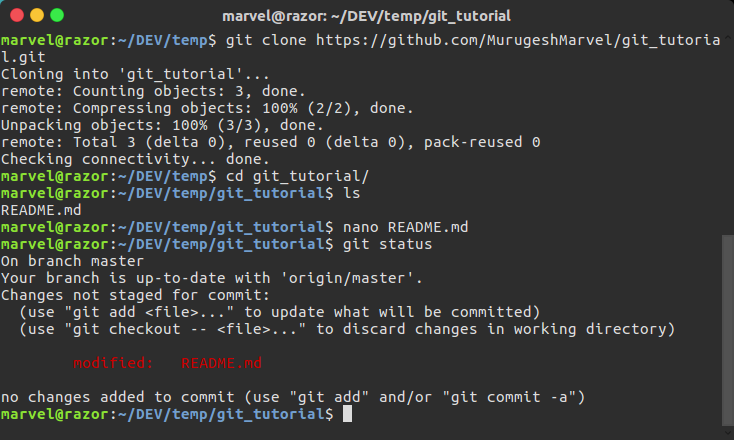 marvel@razor: ~/DEV/temp/git_tutorial
marvel@razor:~/DEV/temp$ git clone https://github.com/MurugeshMarvel/git_tutoria
l.git
Cloning into 'git_tutorial'...
remote: Counting objects: 3, done.
remote: Compressing objects: 100% (2/2), done.
Unpacking objects: 100% (3/3), done.
remote: Total 3 (delta 0), reused 0 (delta 0), pack-reused 0
Checking connectivity... done.
marvel@razor:~/DEV/temp$ cd git_tutorial/
marvel@razor:~/DEV/temp/git_tutorial$ ls
README.md
marvel@razor:~/DEV/temp/git_tutorial$ nano README.md
marvel@razor:~/DEV/temp/git_tutorial$ git status
On branch master
Your branch is up-to-date with 'origin/master'.
Changes not staged for commit:
  (use "git add <file>..." to update what will be committed)
  (use "git checkout -- <file>..." to discard changes in working directory)
        modified:   README.md
no changes added to commit (use "git add" and/or "git commit -a")
marvel@razor:~/DEV/temp/git_tutorial$